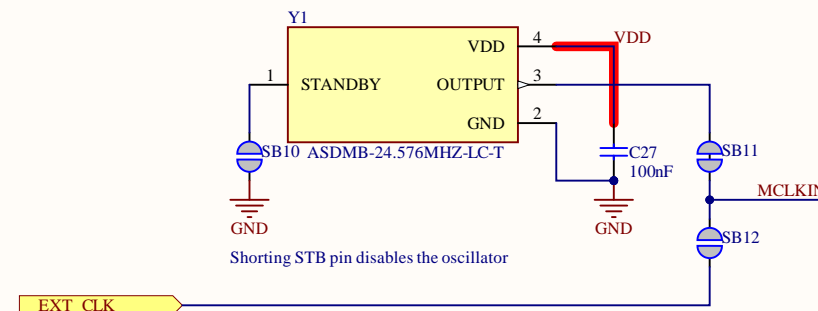 Y1
VDD
4
VDD
1
STANDBY
OUTPUT
3
GND
2
SB10
ASDMB-24.576MHZ-LC-T
C27
100nF
SB11
MCLKIN
GND
GND
SB12
Shorting STB pin disables the oscillator
EXT_CLK